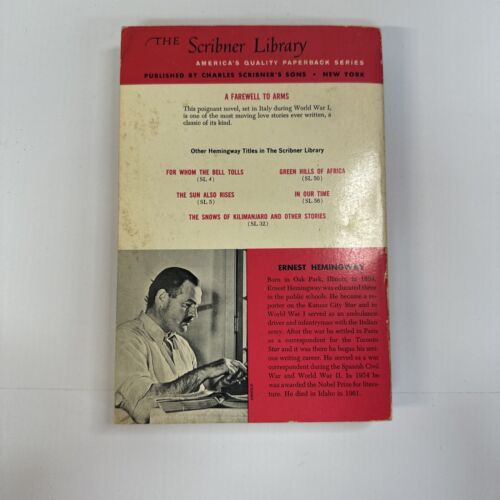 THE Scribner Library
AMERICA'S QUALITY PAPERBACK SERIES
PUBLISHED BY CHARLES SCRIBNER'S SONS • NEW YORK
A FAREWELL TO ARMS
This poignant novel, set in Italy during World War I,
is one of the most moving love stories ever written, a
classic of its kind.
Other Hemingway Titles in The Scribner Library
FOR WHOM THE BELL TOLLS
(SL 4)
GREEN HILLS OF AFRICA
(SL 50)
THE SUN ALSO RISES
(SL 5)
IN OUR TIME
(SL 56)
THE SNOWS OF KILIMANJARO AND OTHER STORIES
(SL 32)
ERNEST HEMINGWAY
Born in Oak Park, Illinois, in
Ernest Hemingway was educated there
in the public schools. He became a re-
porter on the Kansas City Star and in
World War I served as an ambulance
driver and infantryman with the Italian
army. After the war he settled in Paris
as a correspondent for the Toronto
Star and it was there he began his seri-
ous writing career. He served as a war
correspondent during the Spanish Civil
War and World War II. In 1954 he
was awarded the Nobel Prize for litera-
ture. He died in Idaho in 1961.